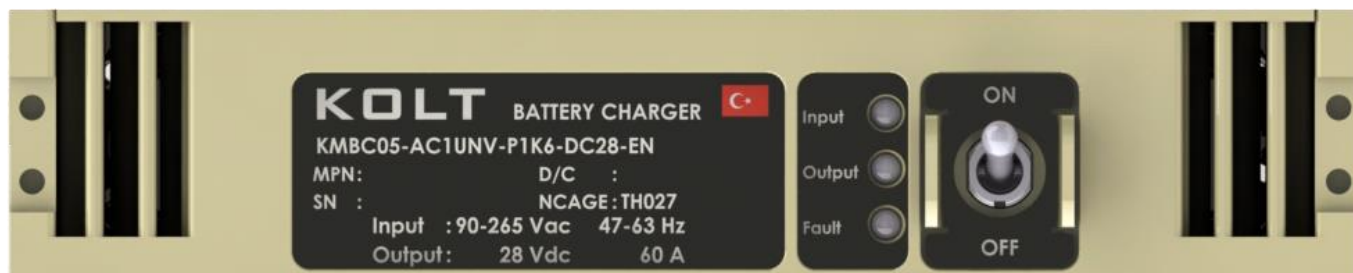 KOLT BATTERY CHARGER
KMBC05-AC1UNV-P1K6-DC28-EN
MPN: D/C :
SN : NCAGE : TH027
Input : 90-265 Vac 47-63 Hz
Output : 28 Vdc 60 A
Input
Output
Fault
ON
OFF